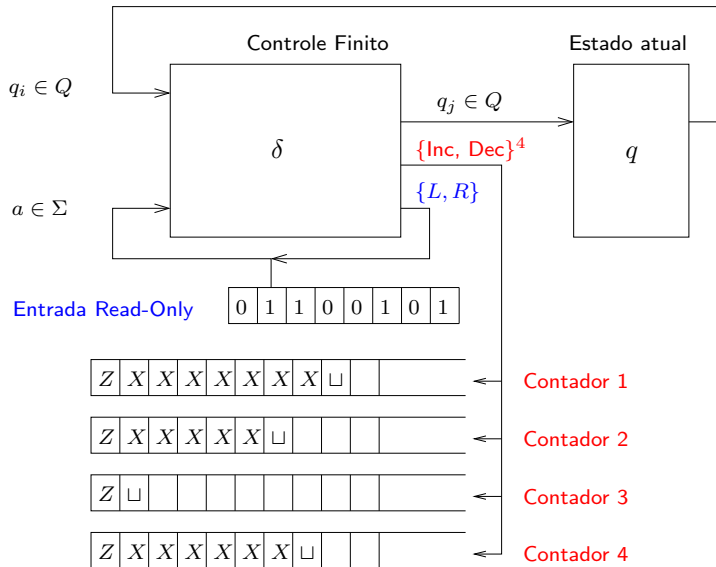 Controle Finito
Estado atual
q_i ∈ Q
q_j ∈ Q
δ
{Inc, Dec}^4
q
{L, R}
a ∈ Σ
Entrada Read-Only 0 1 1 0 0 1 0 1
Z X X X X X X X ⊔ Contador 1
Z X X X X X ⊔ Contador 2
Z ⊔ Contador 3
Z X X X X X X ⊔ Contador 4